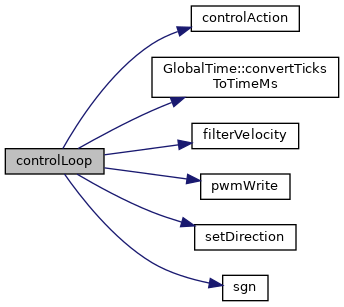 controlAction
GlobalTime::convertTicks
ToTimeMs
filterVelocity
controlLoop
pwmWrite
setDirection
sgn